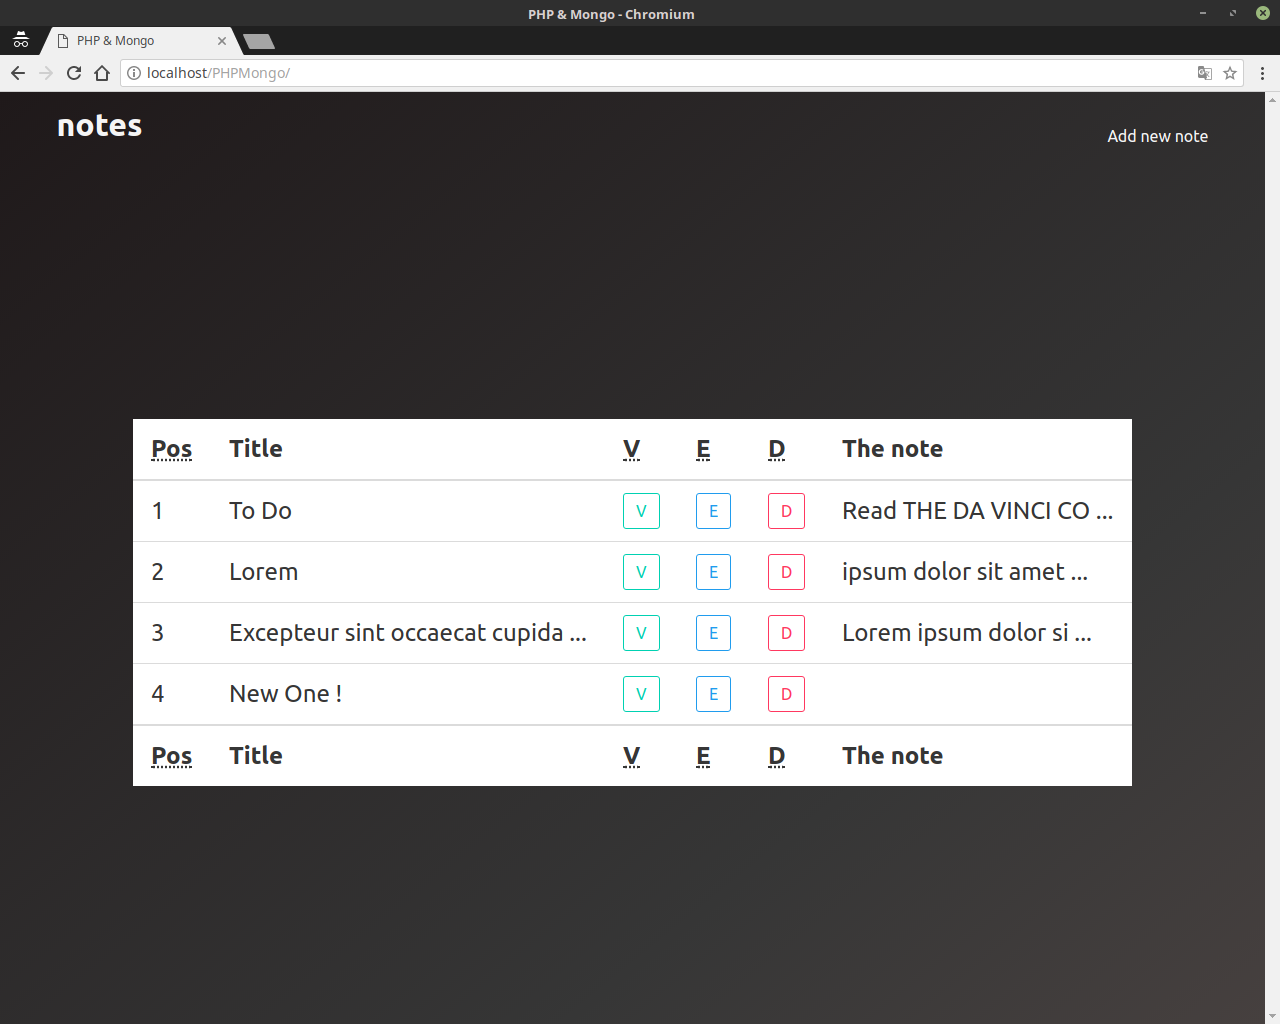 PHP & Mongo - Chromium
PHP & Mongo
localhost/PHPMongo/
notes
Add new note
Pos Title V E D The note
1 To Do V E D Read THE DA VINCI CO ...
2 Lorem V E D ipsum dolor sit amet ...
3 Excepteur sint occaecat cupida ... V E D Lorem ipsum dolor si ...
4 New One ! V E D
Pos Title V E D The note